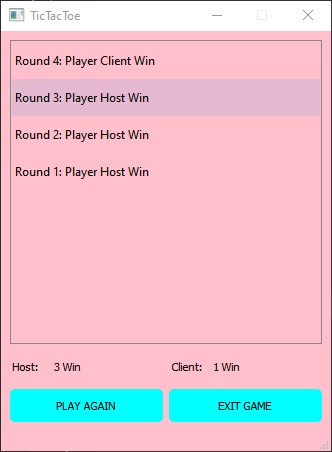 TicTacToe
Round 4: Player Client Win
Round 3: Player Host Win
Round 2: Player Host Win
Round 1: Player Host Win
Host: 3 Win Client: 1 Win
PLAY AGAIN EXIT GAME